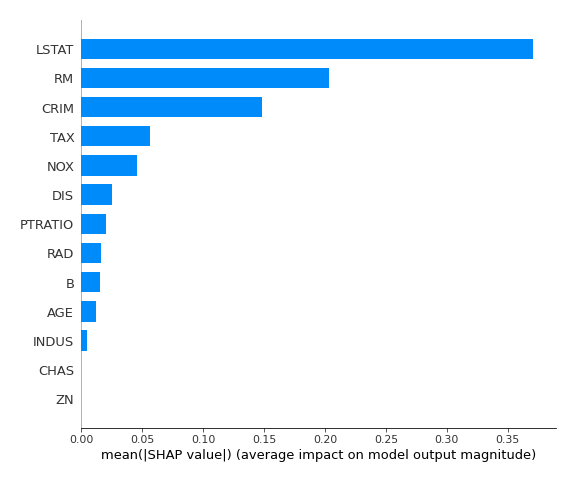 LSTAT
RM
CRIM
TAX
NOX
DIS
PTRATIO
RAD
B
AGE
INDUS
CHAS
ZN
0.00 0.05 0.10 0.15 0.20 0.25 0.30 0.35
mean(|SHAP value|) (average impact on model output magnitude)